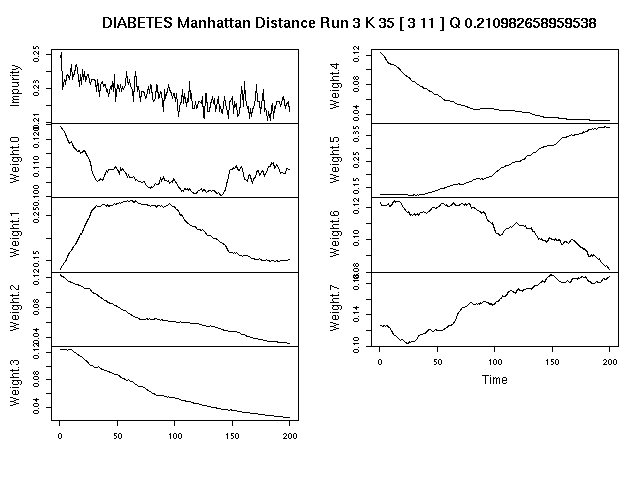 DIABETES Manhattan Distance Run 3 K 35 [ 3 11 ] Q 0.210982658959538
Impurity
0.21 0.23 0.25
Weight.0
0.100 0.110 0.120
Weight.1
0.15 0.250
Weight.2
0.04 0.08 0.12
Weight.3
0.04 0.08 0.12
0 50 100 150 200
Weight.4
0.04 0.08 0.12
Weight.5
0.15 0.25 0.35
Weight.6
0.08 0.10 0.12
Weight.7
0.10 0.14
0 50 100 150 200
Time